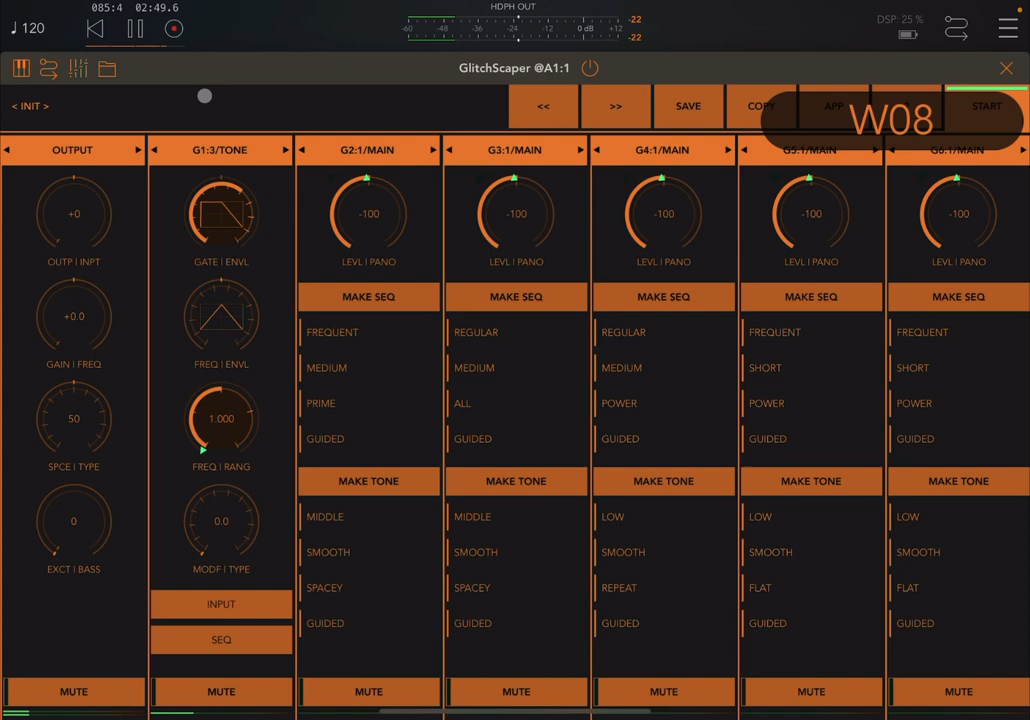 HDPH OUT
085:4 02:49.6
♩120
-60 -48 -36 -24 -12 0 dB +12
-22
-22
DSP: 25 %
GlitchScaper @A1:1
< INIT >
<< >> SAVE COPY APP START
W08
OUTPUT G1:3/TONE G2:1/MAIN G3:1/MAIN G4:1/MAIN G5:1/MAIN G6:1/MAIN
+0 -100 -100 -100 -100 -100
OUTP | INPT GATE | ENVL LEVL | PANO LEVL | PANO LEVL | PANO LEVL | PANO LEVL | PANO
MAKE SEQ MAKE SEQ MAKE SEQ MAKE SEQ MAKE SEQ
+0.0
FREQUENT REGULAR REGULAR FREQUENT FREQUENT
GAIN | FREQ FREQ | ENVL MEDIUM MEDIUM MEDIUM SHORT SHORT
PRIME ALL POWER POWER POWER
50 1.000
GUIDED GUIDED GUIDED GUIDED GUIDED
SPCE | TYPE FREQ | RANG
MAKE TONE MAKE TONE MAKE TONE MAKE TONE MAKE TONE
0 0.0 MIDDLE MIDDLE LOW LOW LOW
SMOOTH SMOOTH SMOOTH SMOOTH SMOOTH
EXCT | BASS MODF | TYPE
SPACEY SPACEY REPEAT FLAT FLAT
INPUT
GUIDED GUIDED GUIDED GUIDED GUIDED
SEQ
MUTE MUTE MUTE MUTE MUTE MUTE MUTE